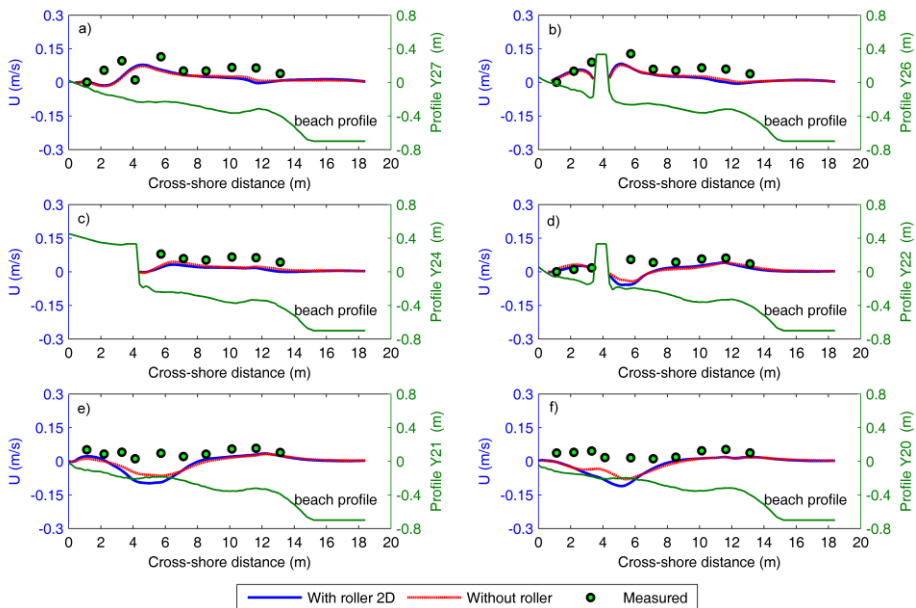 a)
0.3
0.15
0
-0.15
-0.3
U (m/s)
0.8
0.4
0
-0.4
-0.8
Profile Y27 (m)
beach profile
0 2 4 6 8 10 12 14 16 18 20
Cross-shore distance (m)
b)
0.3
0.15
0
-0.15
-0.3
U (m/s)
0.8
0.4
0
-0.4
-0.8
Profile Y26 (m)
beach profile
0 2 4 6 8 10 12 14 16 18 20
Cross-shore distance (m)
c)
0.3
0.15
0
-0.15
-0.3
U (m/s)
0.8
0.4
0
-0.4
-0.8
Profile Y24 (m)
beach profile
0 2 4 6 8 10 12 14 16 18 20
Cross-shore distance (m)
d)
0.3
0.15
0
-0.15
-0.3
U (m/s)
0.8
0.4
0
-0.4
-0.8
Profile Y22 (m)
beach profile
0 2 4 6 8 10 12 14 16 18 20
Cross-shore distance (m)
e)
0.3
0.15
0
-0.15
-0.3
U (m/s)
0.8
0.4
0
-0.4
-0.8
Profile Y21 (m)
beach profile
0 2 4 6 8 10 12 14 16 18 20
Cross-shore distance (m)
f)
0.3
0.15
0
-0.15
-0.3
U (m/s)
0.8
0.4
0
-0.4
-0.8
Profile Y20 (m)
beach profile
0 2 4 6 8 10 12 14 16 18 20
Cross-shore distance (m)
With roller 2D Without roller Measured